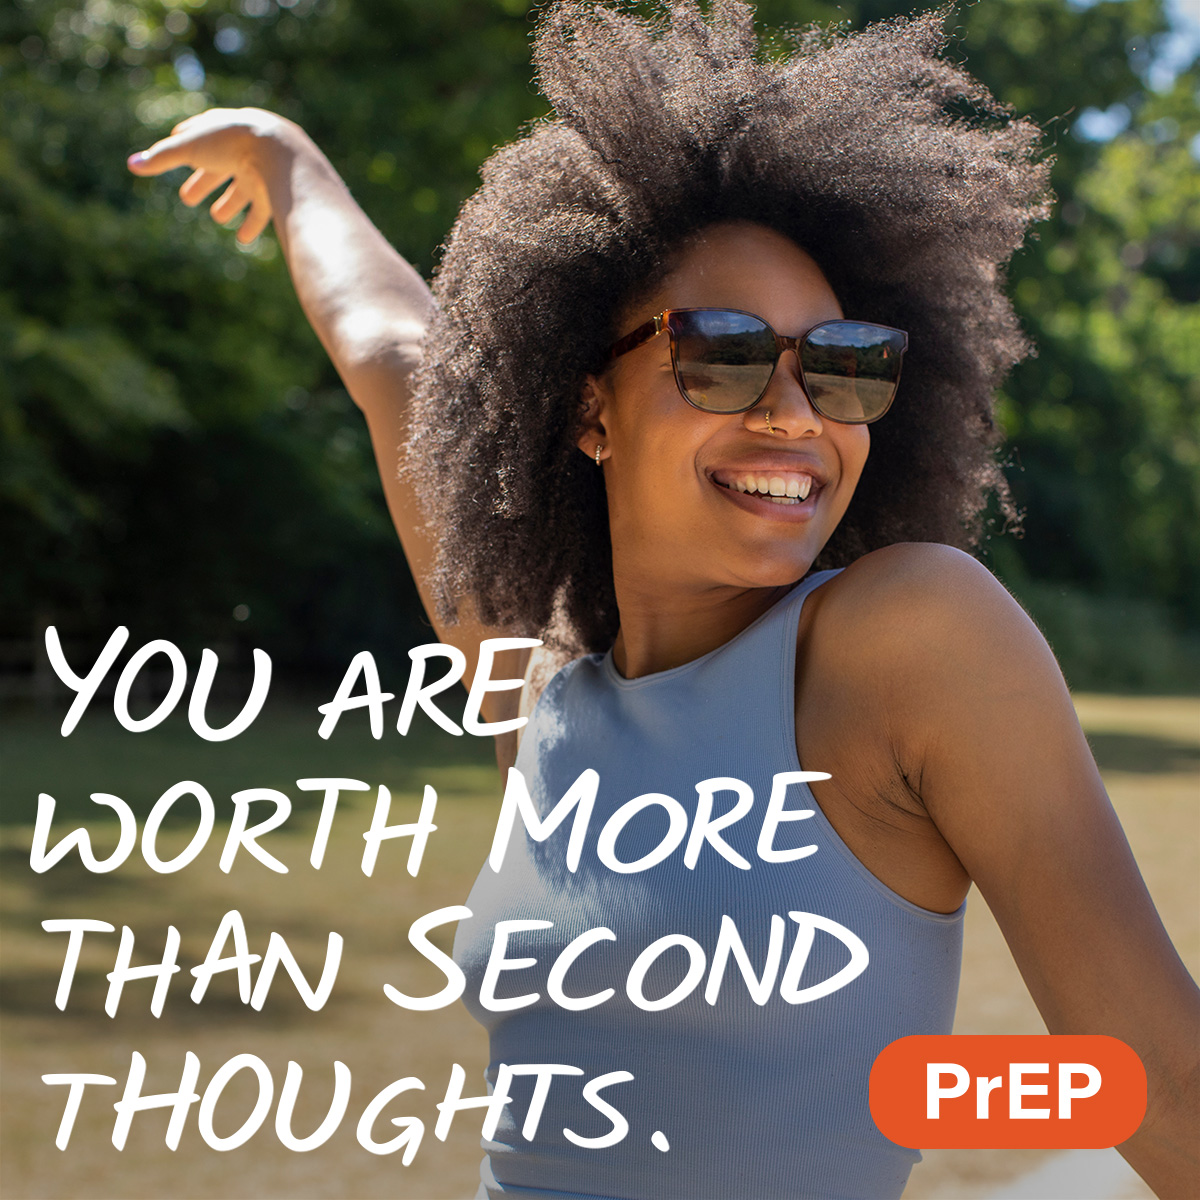 YOU ARE
WORTH MORE
THAN SECOND
THOUGHTS.
PrEP